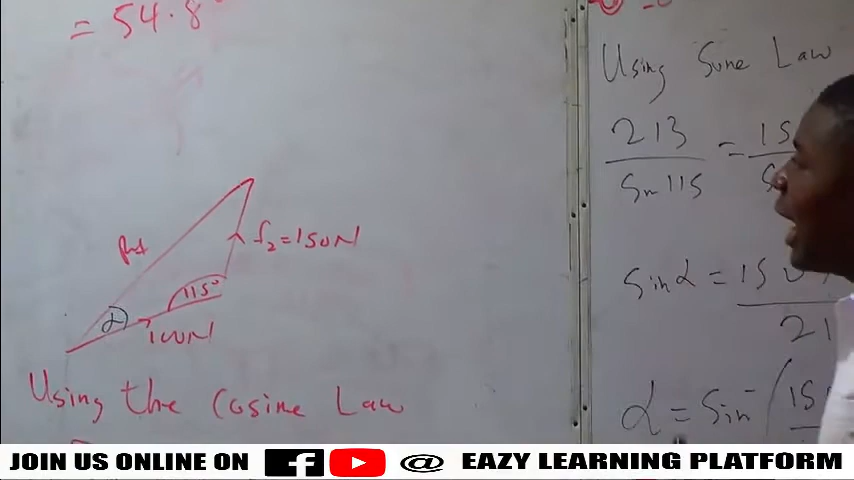 = 54.8°
F₂=150N
115°
α
100N
Using the Cosine Law
Using Sine Law
213 = 15
Sin 115
Sin α = 150
21
α = Sin⁻ ( 15
JOIN US ONLINE ON f @ EAZY LEARNING PLATFORM